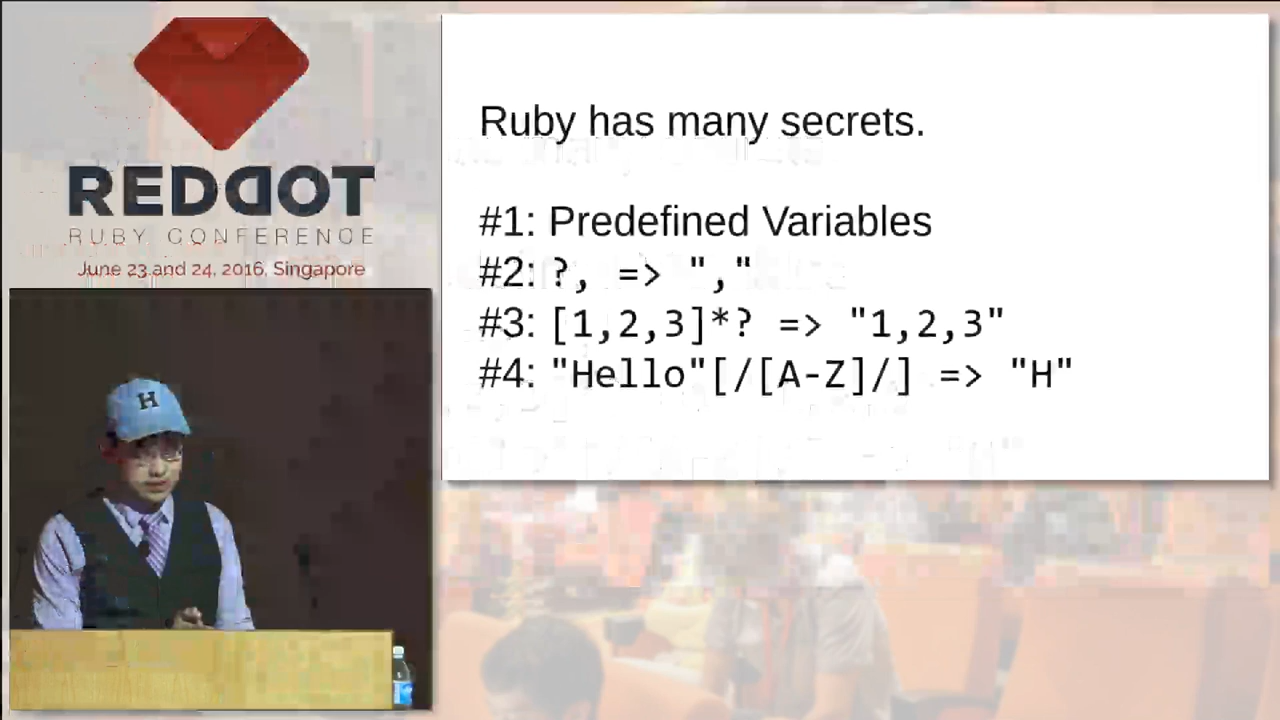 REDDOT
RUBY CONFERENCE
June 23 and 24, 2016, Singapore
H
Ruby has many secrets.
#1: Predefined Variables
#2: ?, => ","
#3: [1,2,3]*? => "1,2,3"
#4: "Hello"[/[A-Z]/] => "H"